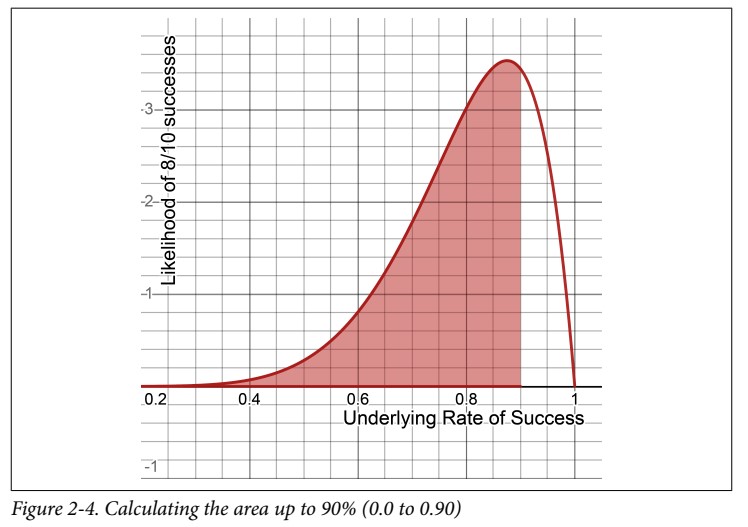 Likelihood of 8/10 successes
-3
-2
-1
0.2 0.4 0.6 0.8 1
Underlying Rate of Success
-1
Figure 2-4. Calculating the area up to 90% (0.0 to 0.90)